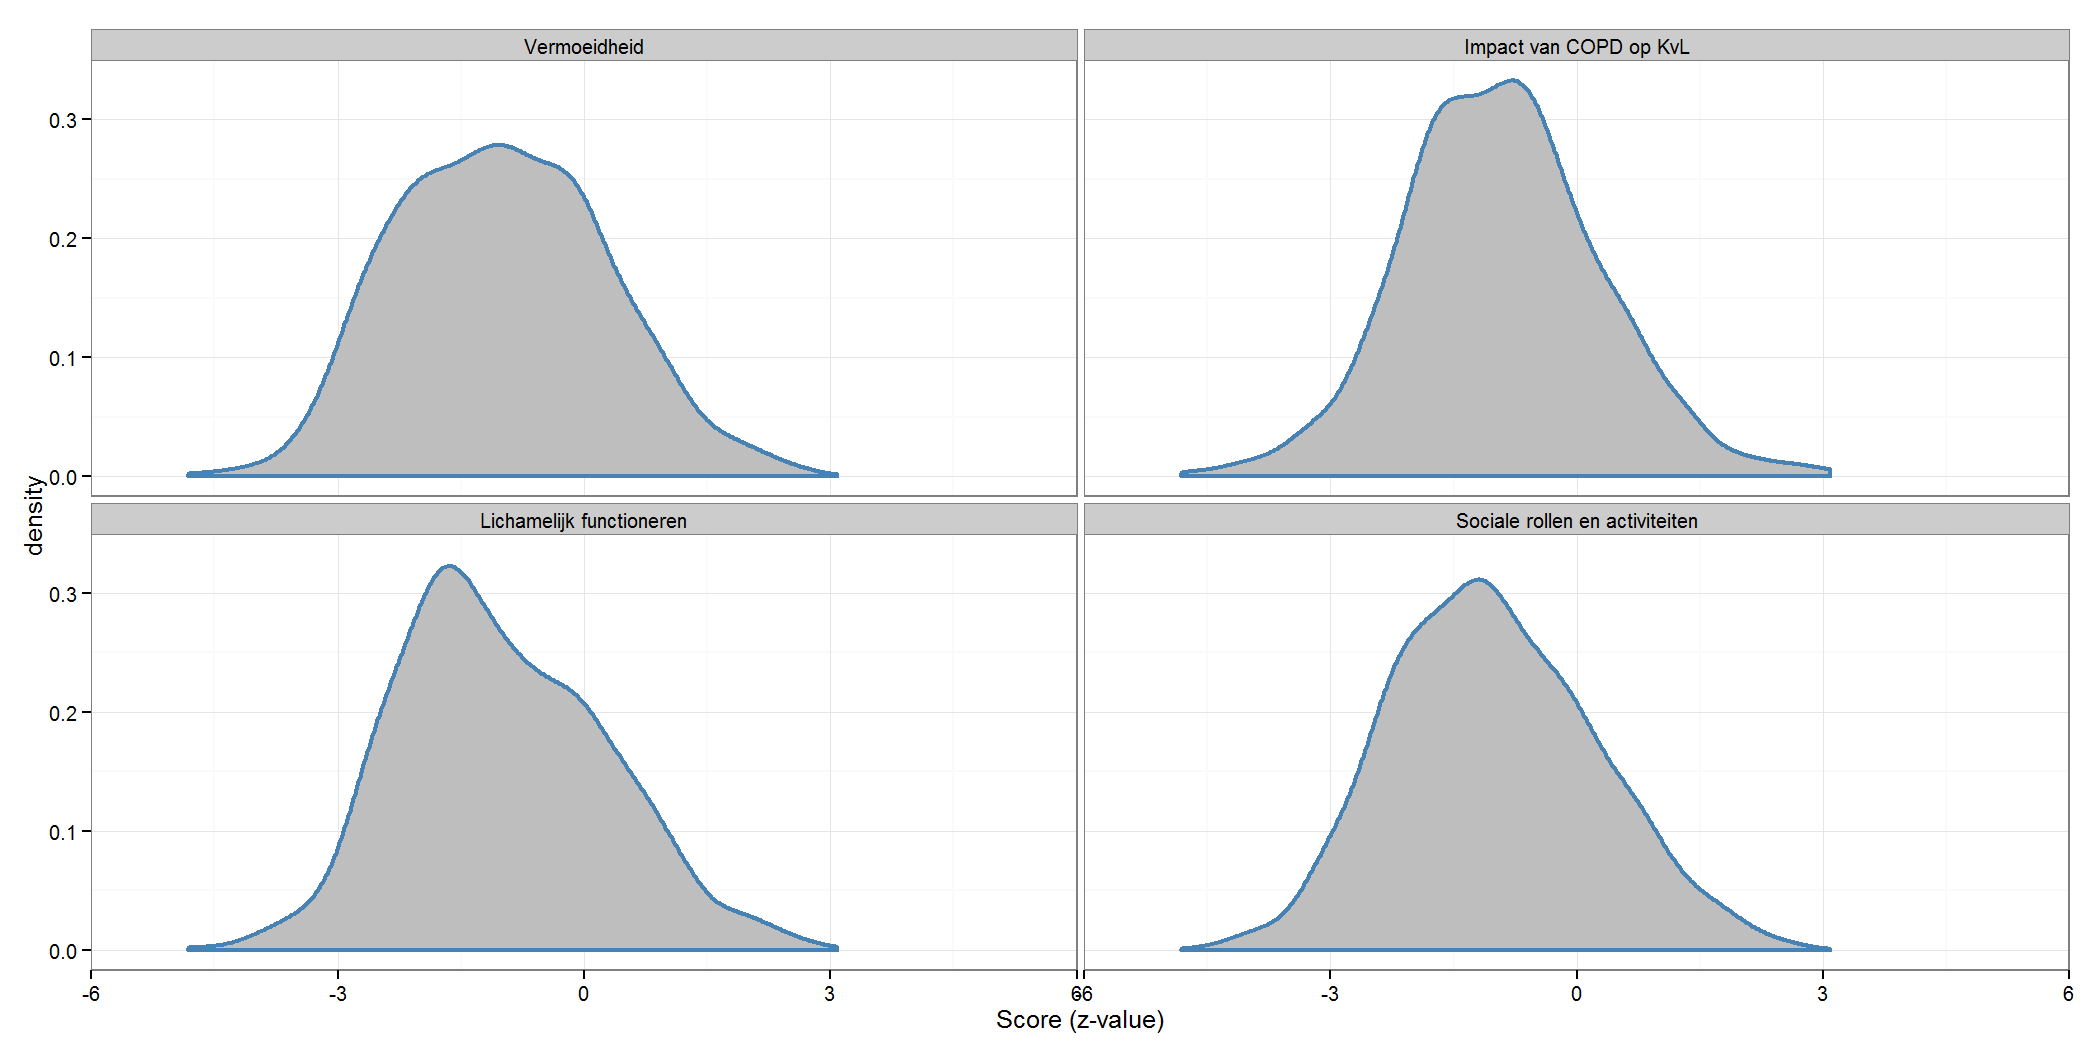 Vermoeidheid
Impact van COPD op KvL
0.3
0.2
0.1
0.0
Lichamelijk functioneren
Sociale rollen en activiteiten
density
0.3
0.2
0.1
0.0
-6 -3 0 3 6-6 -3 0 3 6
Score (z-value)